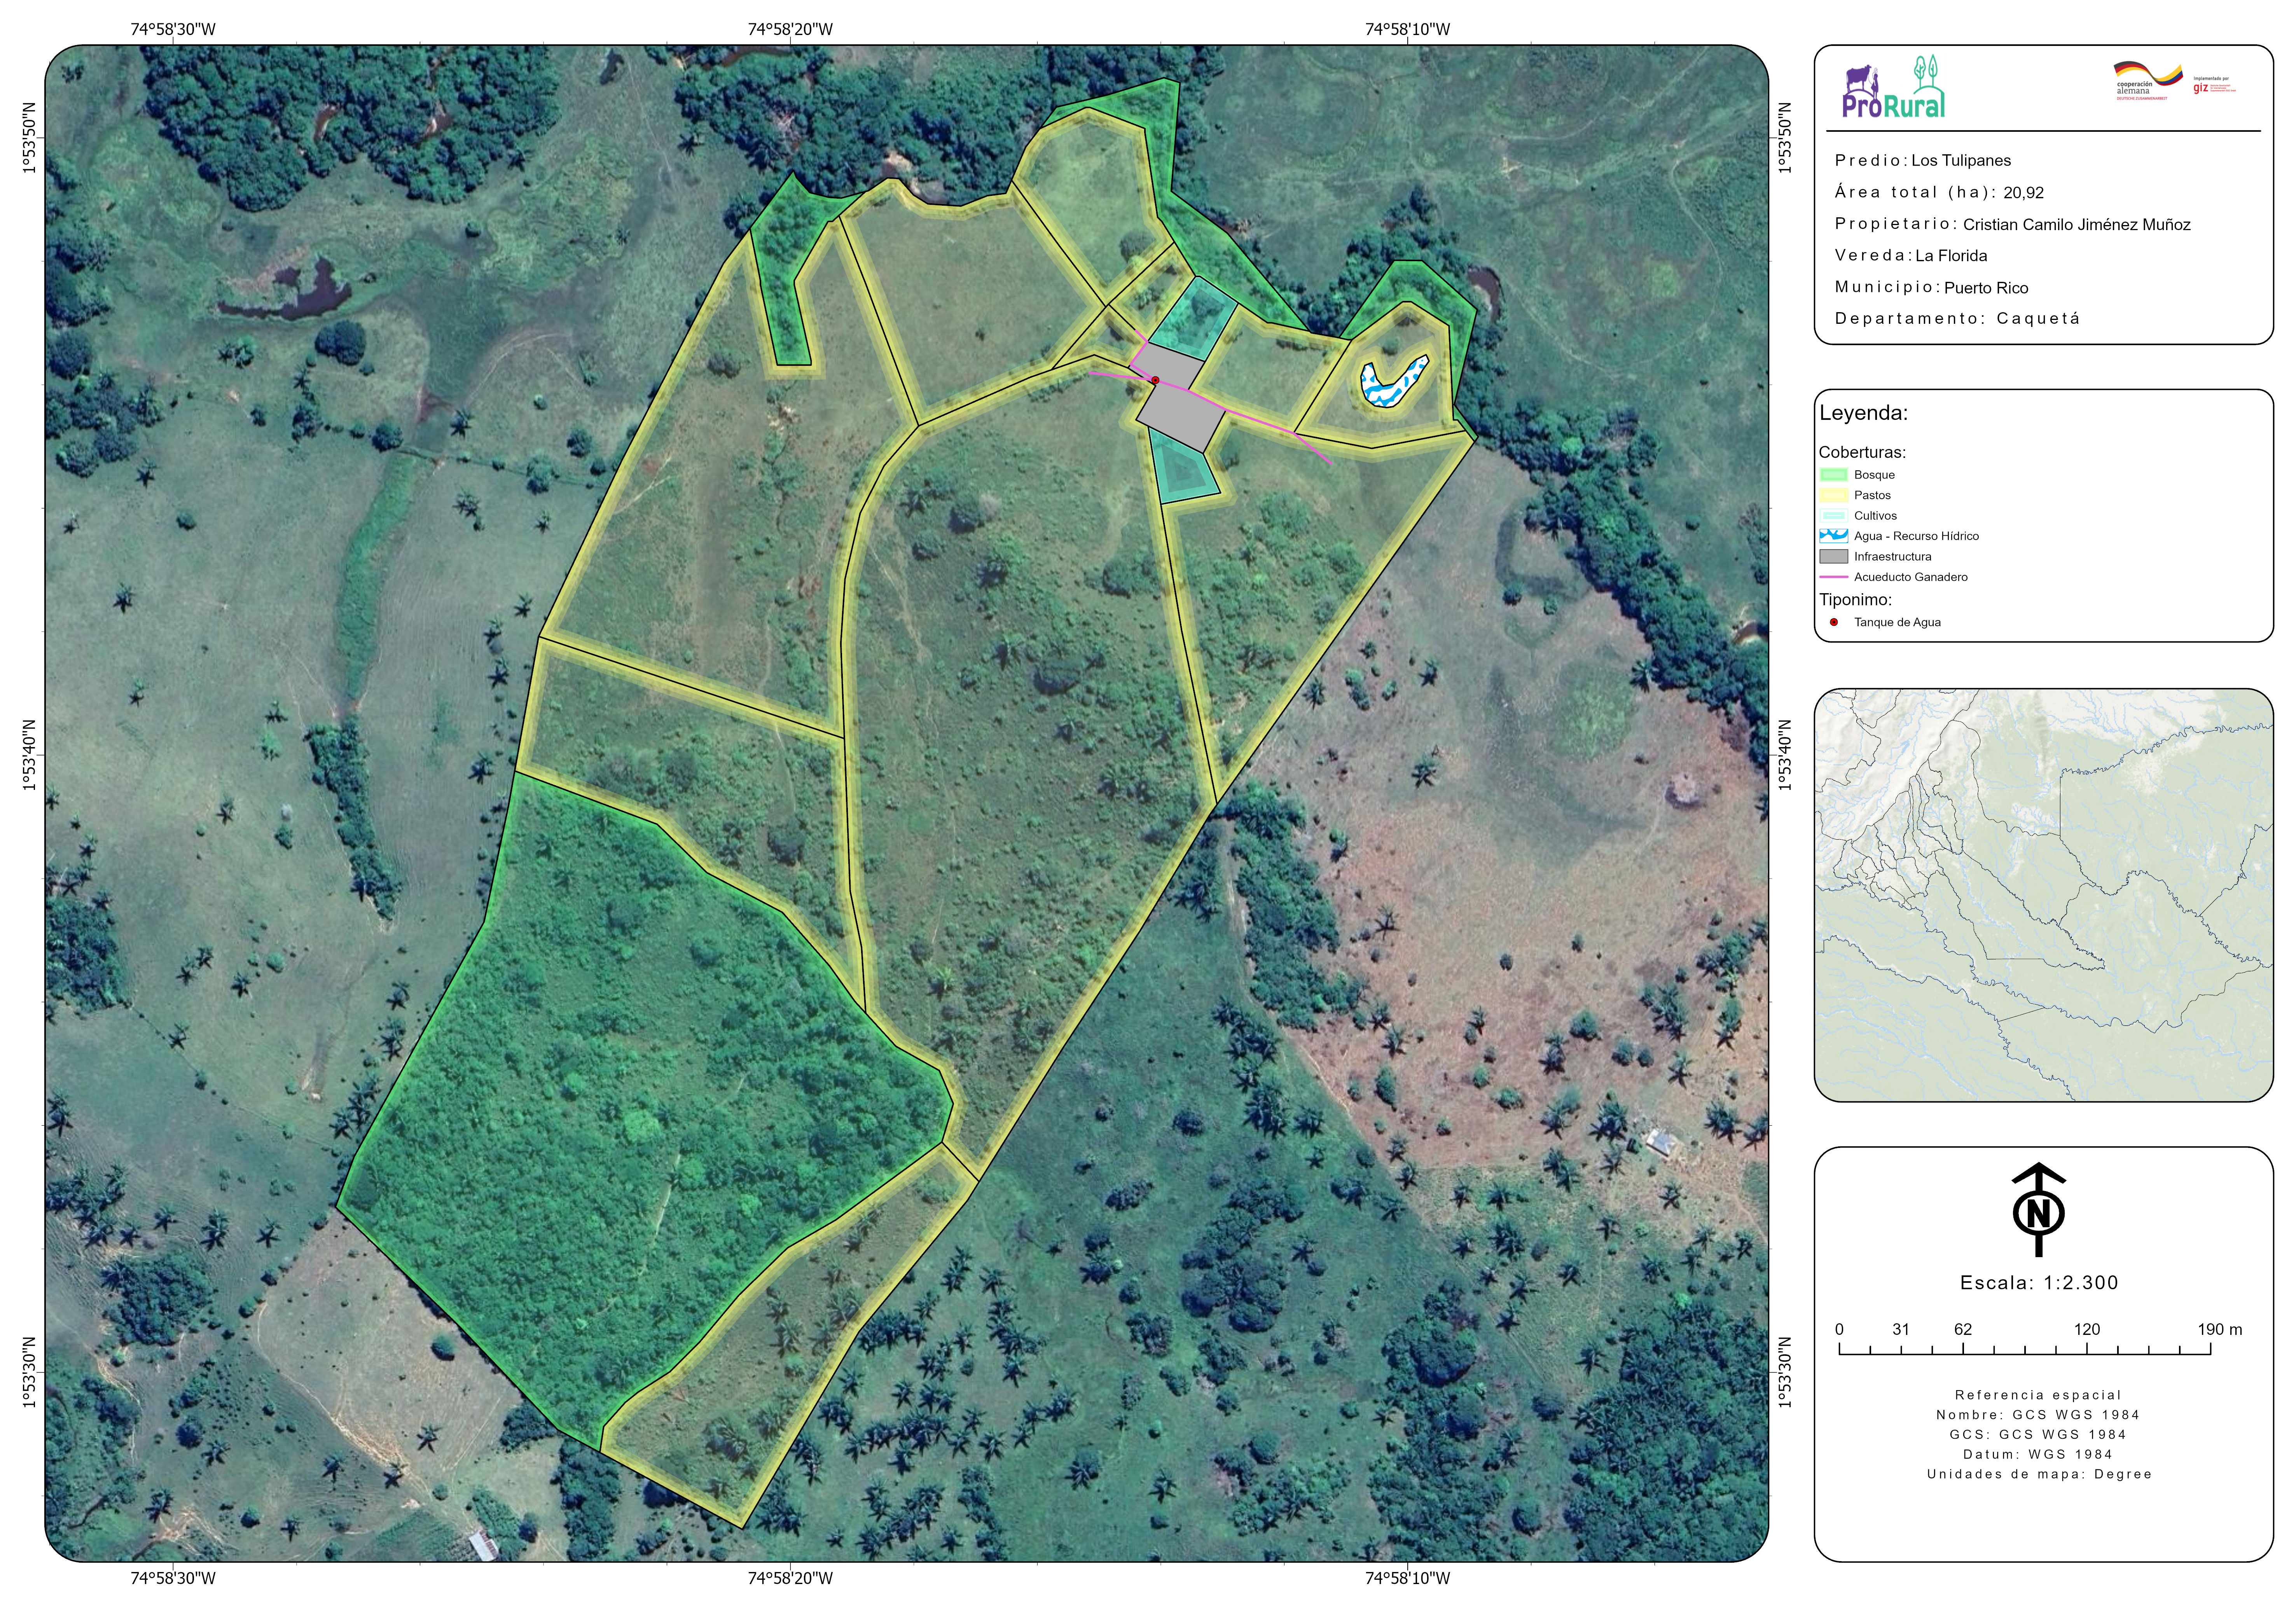 74°58'30"W
74°58'20"W
74°58'10"W
1°53'50"N
1°53'50"N
1°53'40"N
1°53'40"N
1°53'30"N
1°53'30"N
74°58'30"W
74°58'20"W
74°58'10"W
ProRural
cooperación
alemana
DEUTSCHE ZUSAMMENARBEIT
Implementada por
giz
Predio: Los Tulipanes
Área total (ha): 20,92
Propietario: Cristian Camilo Jiménez Muñoz
Vereda: La Florida
Municipio: Puerto Rico
Departamento: Caquetá
Leyenda:
Coberturas:
Bosque
Pastos
Cultivos
Agua - Recurso Hídrico
Infraestructura
Acueducto Ganadero
Tiponimo:
Tanque de Agua
N
Escala: 1:2.300
0 31 62 120 190 m
Referencia espacial
Nombre: GCS WGS 1984
GCS: GCS WGS 1984
Datum: WGS 1984
Unidades de mapa: Degree